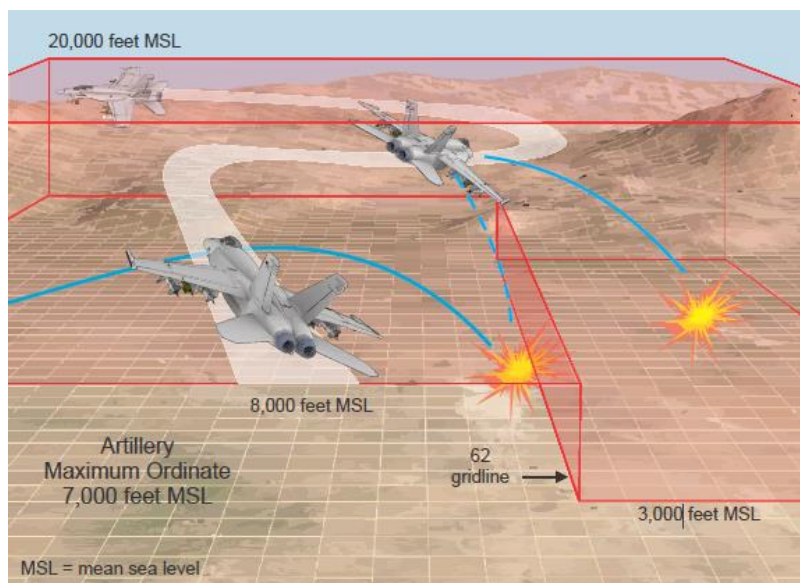 20,000 feet MSL
8,000 feet MSL
Artillery
Maximum Ordinate
7,000 feet MSL
62
gridline
3,000 feet MSL
MSL = mean sea level